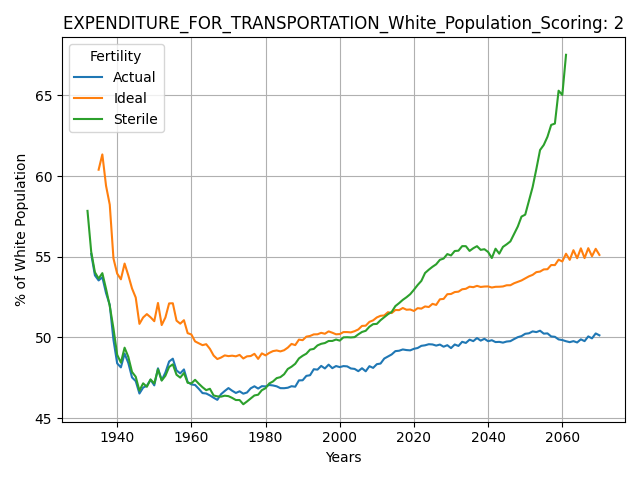 EXPENDITURE_FOR_TRANSPORTATION_White_Population_Scoring: 2
Fertility
Actual
Ideal
Sterile
% of White Population
65
60
55
50
45
1940
1960
1980
2000
2020
2040
2060
Years